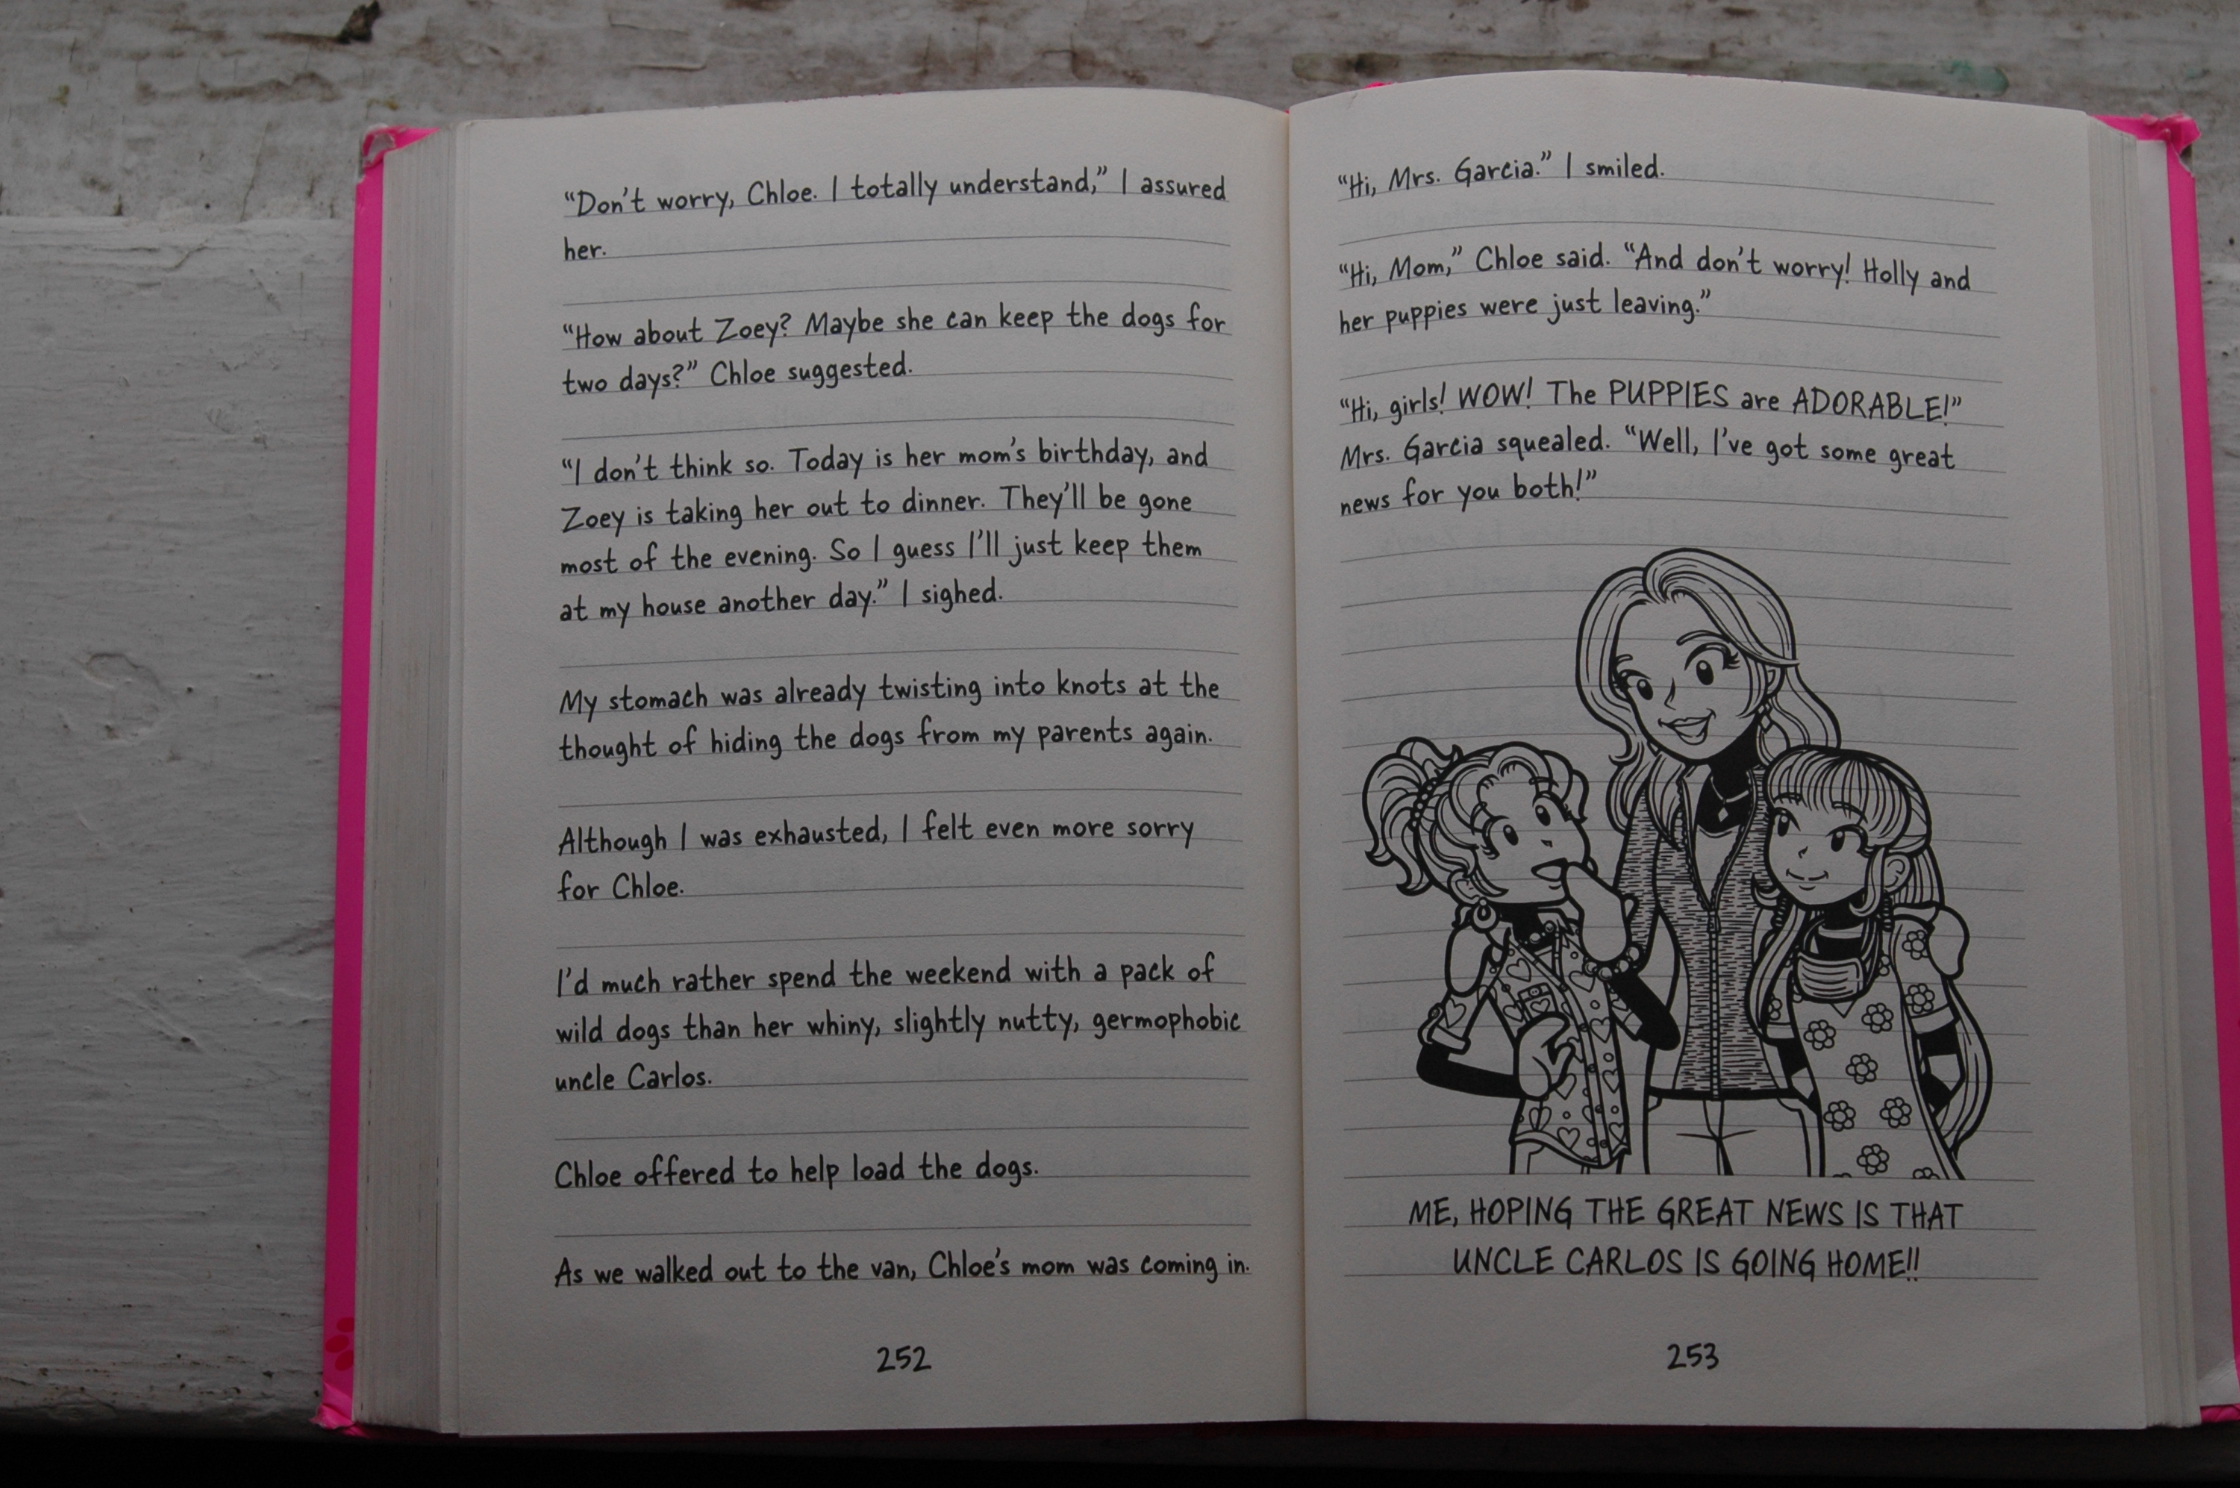 “Don’t worry, Chloe. I totally understand,” I assured
her.
“How about Zoey? Maybe she can keep the dogs for
two days?” Chloe suggested.
“I don’t think so. Today is her mom’s birthday, and
Zoey is taking her out to dinner. They’ll be gone
most of the evening. So I guess I’ll just keep them
at my house another day.” I sighed.
My stomach was already twisting into knots at the
thought of hiding the dogs from my parents again.
Although I was exhausted, I felt even more sorry
for Chloe.
I’d much rather spend the weekend with a pack of
wild dogs than her whiny, slightly nutty, germophobic
uncle Carlos.
Chloe offered to help load the dogs.
As we walked out to the van, Chloe’s mom was coming in.
252
“Hi, Mrs. Garcia.” I smiled.
“Hi, Mom,” Chloe said. “And don’t worry! Holly and
her puppies were just leaving.”
“Hi, girls! WOW! The PUPPIES are ADORABLE!”
Mrs. Garcia squealed. “Well, I’ve got some great
news for you both!”
ME, HOPING THE GREAT NEWS IS THAT
UNCLE CARLOS IS GOING HOME!!
253